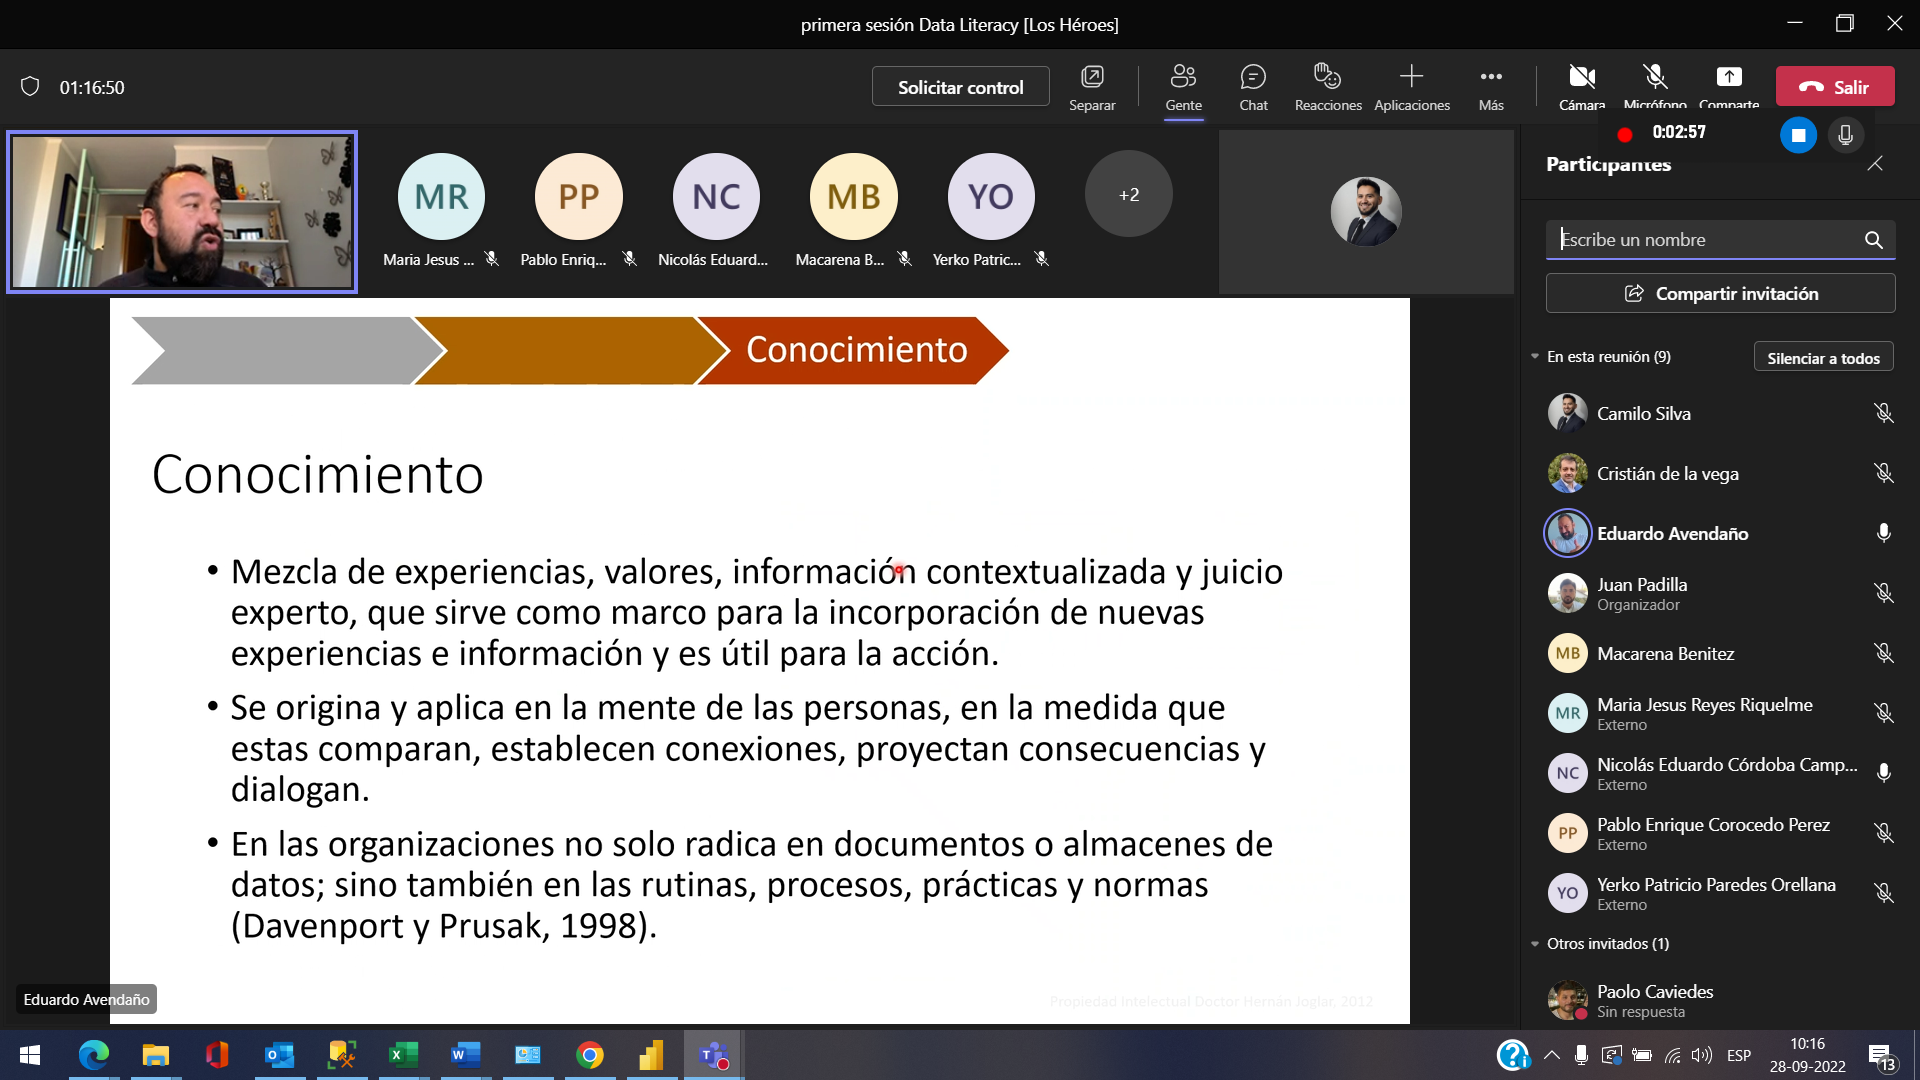 primera sesión Data Literacy [Los Héroes]
01:16:50
Solicitar control
Separar
Gente
Chat
Reacciones
Aplicaciones
Más
Cámara
Micrófono
Comparte
Salir
0:02:57
MR
PP
NC
MB
YO
+2
Maria Jesus ...
Pablo Enriq...
Nicolás Eduard...
Macarena B...
Yerko Patric...
Participantes
Escribe un nombre
Compartir invitación
En esta reunión (9)
Silenciar a todos
Camilo Silva
Cristián de la vega
Eduardo Avendaño
Juan Padilla
Organizador
MB
Macarena Benitez
MR
Maria Jesus Reyes Riquelme
Externo
NC
Nicolás Eduardo Córdoba Camp...
Externo
PP
Pablo Enrique Corocedo Perez
Externo
YO
Yerko Patricio Paredes Orellana
Externo
Otros invitados (1)
Paolo Caviedes
Sin respuesta
Conocimiento
Conocimiento
• Mezcla de experiencias, valores, información contextualizada y juicio
experto, que sirve como marco para la incorporación de nuevas
experiencias e información y es útil para la acción.
• Se origina y aplica en la mente de las personas, en la medida que
estas comparan, establecen conexiones, proyectan consecuencias y
dialogan.
• En las organizaciones no solo radica en documentos o almacenes de
datos; sino también en las rutinas, procesos, prácticas y normas
(Davenport y Prusak, 1998).
Propiedad Intelectual Doctor Hernán Joglar, 2012
Eduardo Avendaño
ESP
10:16
28-09-2022
13